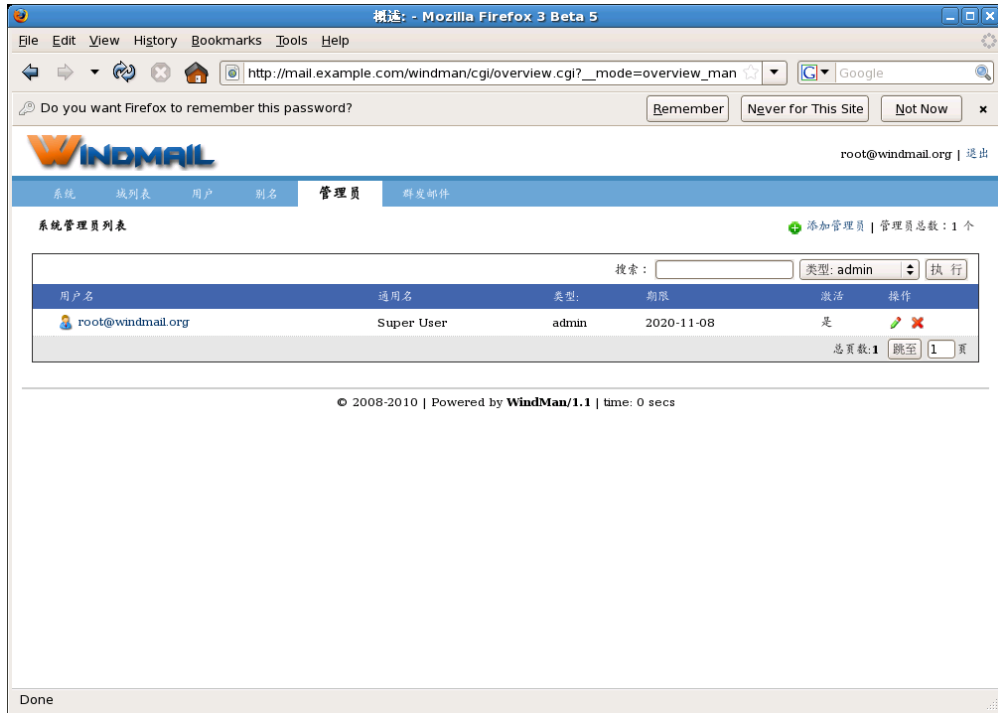 概述: - Mozilla Firefox 3 Beta 5
File Edit View History Bookmarks Tools Help
http://mail.example.com/windman/cgi/overview.cgi?__mode=overview_man G Google
Do you want Firefox to remember this password? Remember Never for This Site Not Now ×
WINDMAIL root@windmail.org | 退出
系统 域列表 用户 别名 管理员 群发邮件
系统管理员列表 添加管理员 | 管理员总数：1 个
搜索： 类型: admin 执 行
用户名 通用名 类型: 期限 激活 操作
root@windmail.org Super User admin 2020-11-08 是
总页数:1 跳至 1 页
© 2008-2010 | Powered by WindMan/1.1 | time: 0 secs
Done